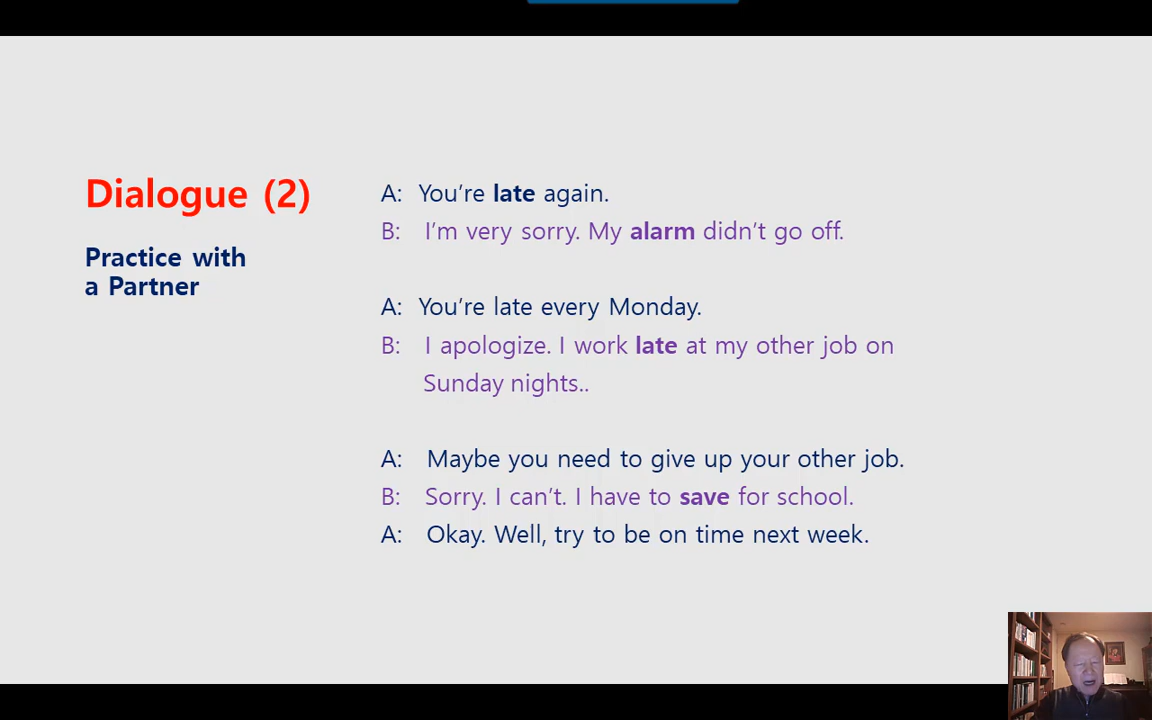 Dialogue (2)
Practice with
a Partner
A: You're late again.
B: I'm very sorry. My alarm didn't go off.
A: You're late every Monday.
B: I apologize. I work late at my other job on
Sunday nights..
A: Maybe you need to give up your other job.
B: Sorry. I can't. I have to save for school.
A: Okay. Well, try to be on time next week.